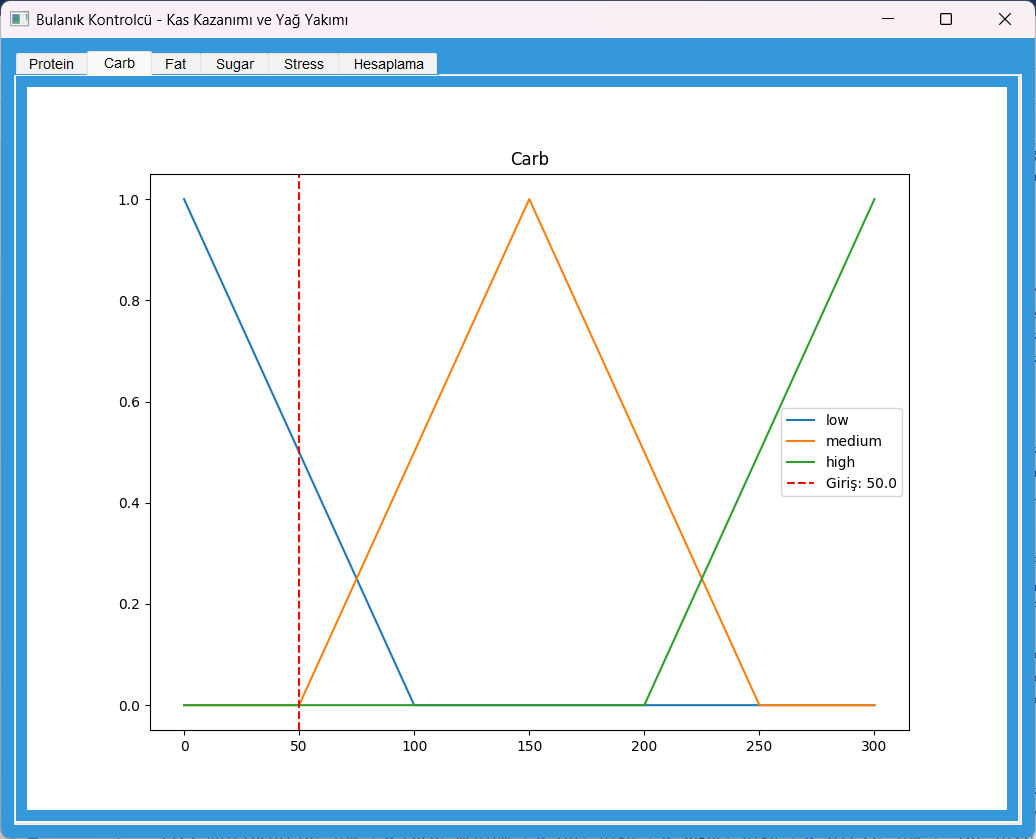 Bulanık Kontrolcü - Kas Kazanımı ve Yağ Yakımı
Protein Carb Fat Sugar Stress Hesaplama
Carb
1.0
0.8
0.6
0.4
0.2
0.0
0 50 100 150 200 250 300
low
medium
high
Giriş: 50.0